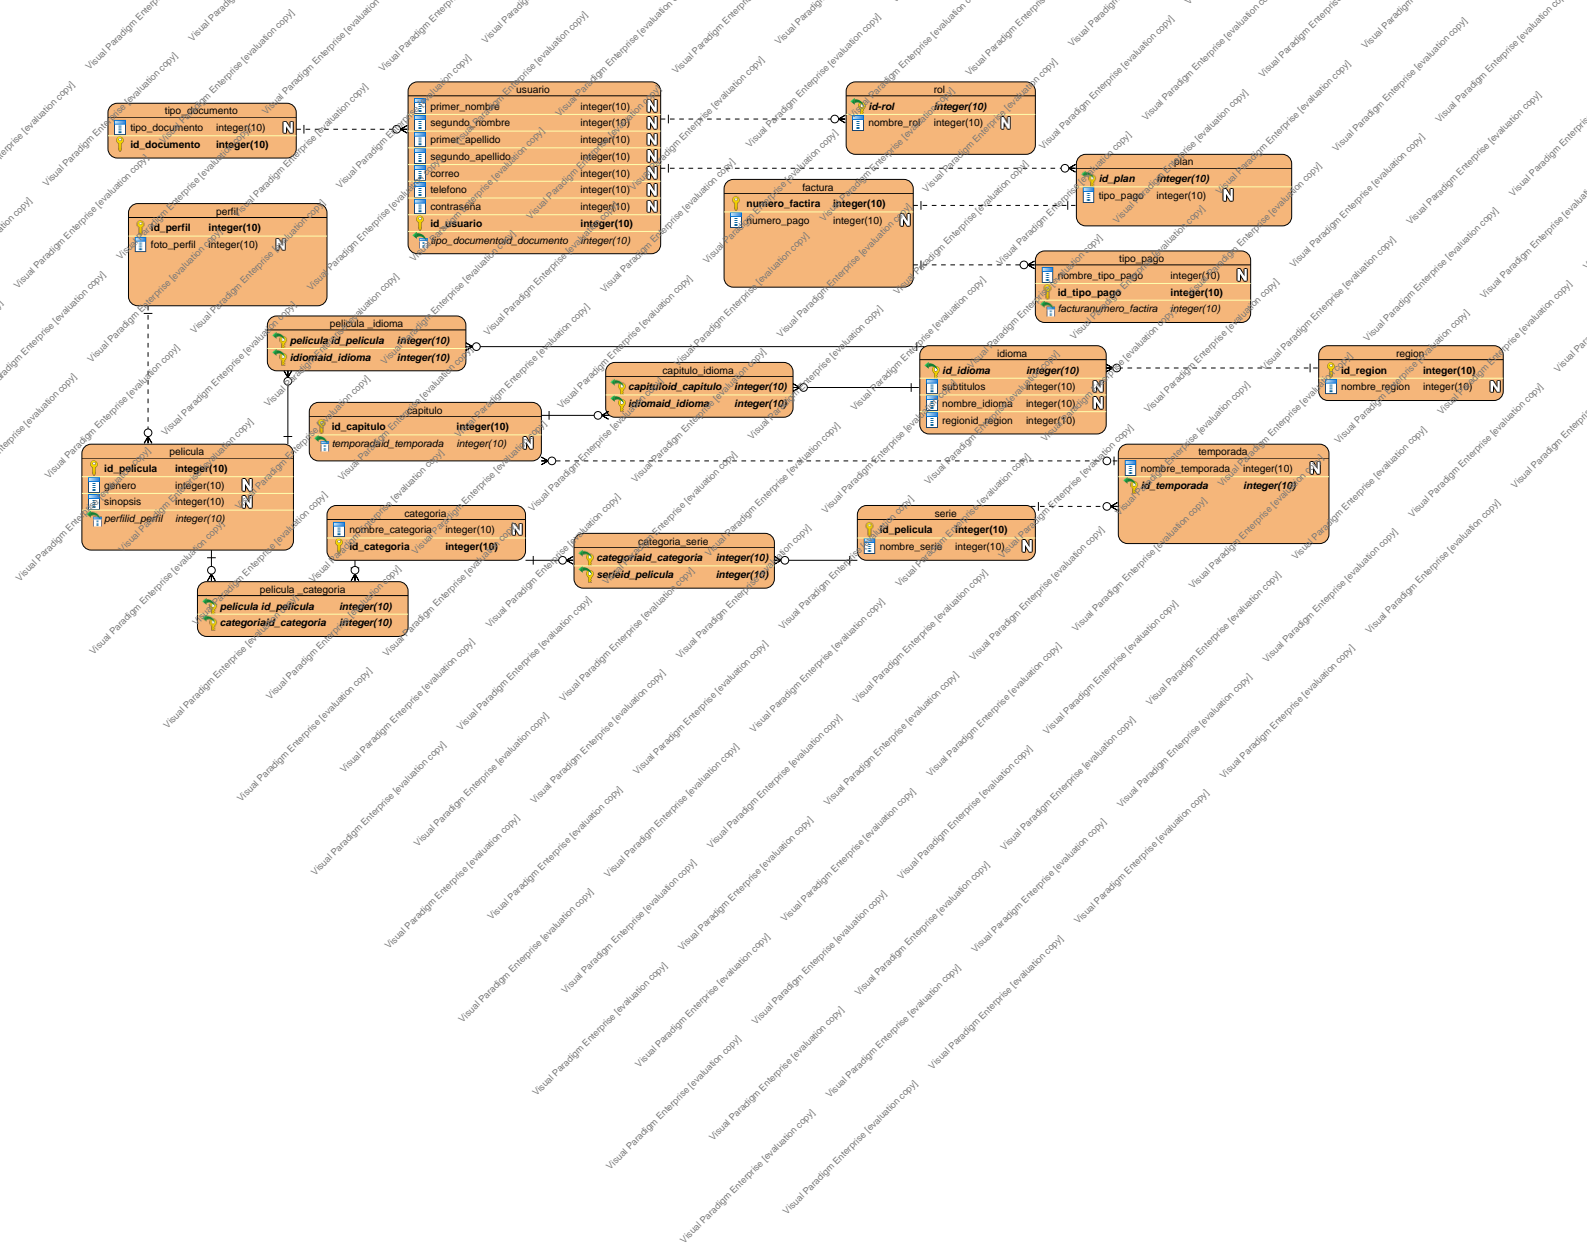 tipo_documento
tipo_documento integer(10) N
id_documento integer(10)
usuario
primer_nombre integer(10) N
segundo_nombre integer(10) N
primer_apellido integer(10) N
segundo_apellido integer(10) N
correo integer(10) N
telefono integer(10) N
contraseña integer(10) N
id_usuario integer(10)
tipo_documentoid_documento integer(10)
rol
id-rol integer(10)
nombre_rol integer(10) N
plan
id_plan integer(10)
tipo_pago integer(10) N
factura
numero_factira integer(10)
numero_pago integer(10) N
perfil
id_perfil integer(10)
foto_perfil integer(10) N
tipo_pago
nombre_tipo_pago integer(10) N
id_tipo_pago integer(10)
facturanumero_factira integer(10)
pelicula _idioma
pelicula id_pelicula integer(10)
idiomaid_idioma integer(10)
capitulo_idioma
capituloid_capitulo integer(10)
idiomaid_idioma integer(10)
idioma
id_idioma integer(10)
subtitulos integer(10) N
nombre_idioma integer(10) N
regionid_region integer(10)
region
id_region integer(10)
nombre_region integer(10) N
capitulo
id_capitulo integer(10)
temporadaid_temporada integer(10) N
pelicula
id_pelicula integer(10)
genero integer(10) N
sinopsis integer(10) N
perfilid_perfil integer(10)
temporada
nombre_temporada integer(10) N
id_temporada integer(10)
categoria
nombre_categoria integer(10) N
id_categoria integer(10)
categoria_serie
categoriaid_categoria integer(10)
serieid_pelicula integer(10)
serie
id_pelicula integer(10)
nombre_serie integer(10) N
pelicula _categoria
pelicula id_pelicula integer(10)
categoriaid_categoria integer(10)
Visual Paradigm Enterprise [evaluation copy]